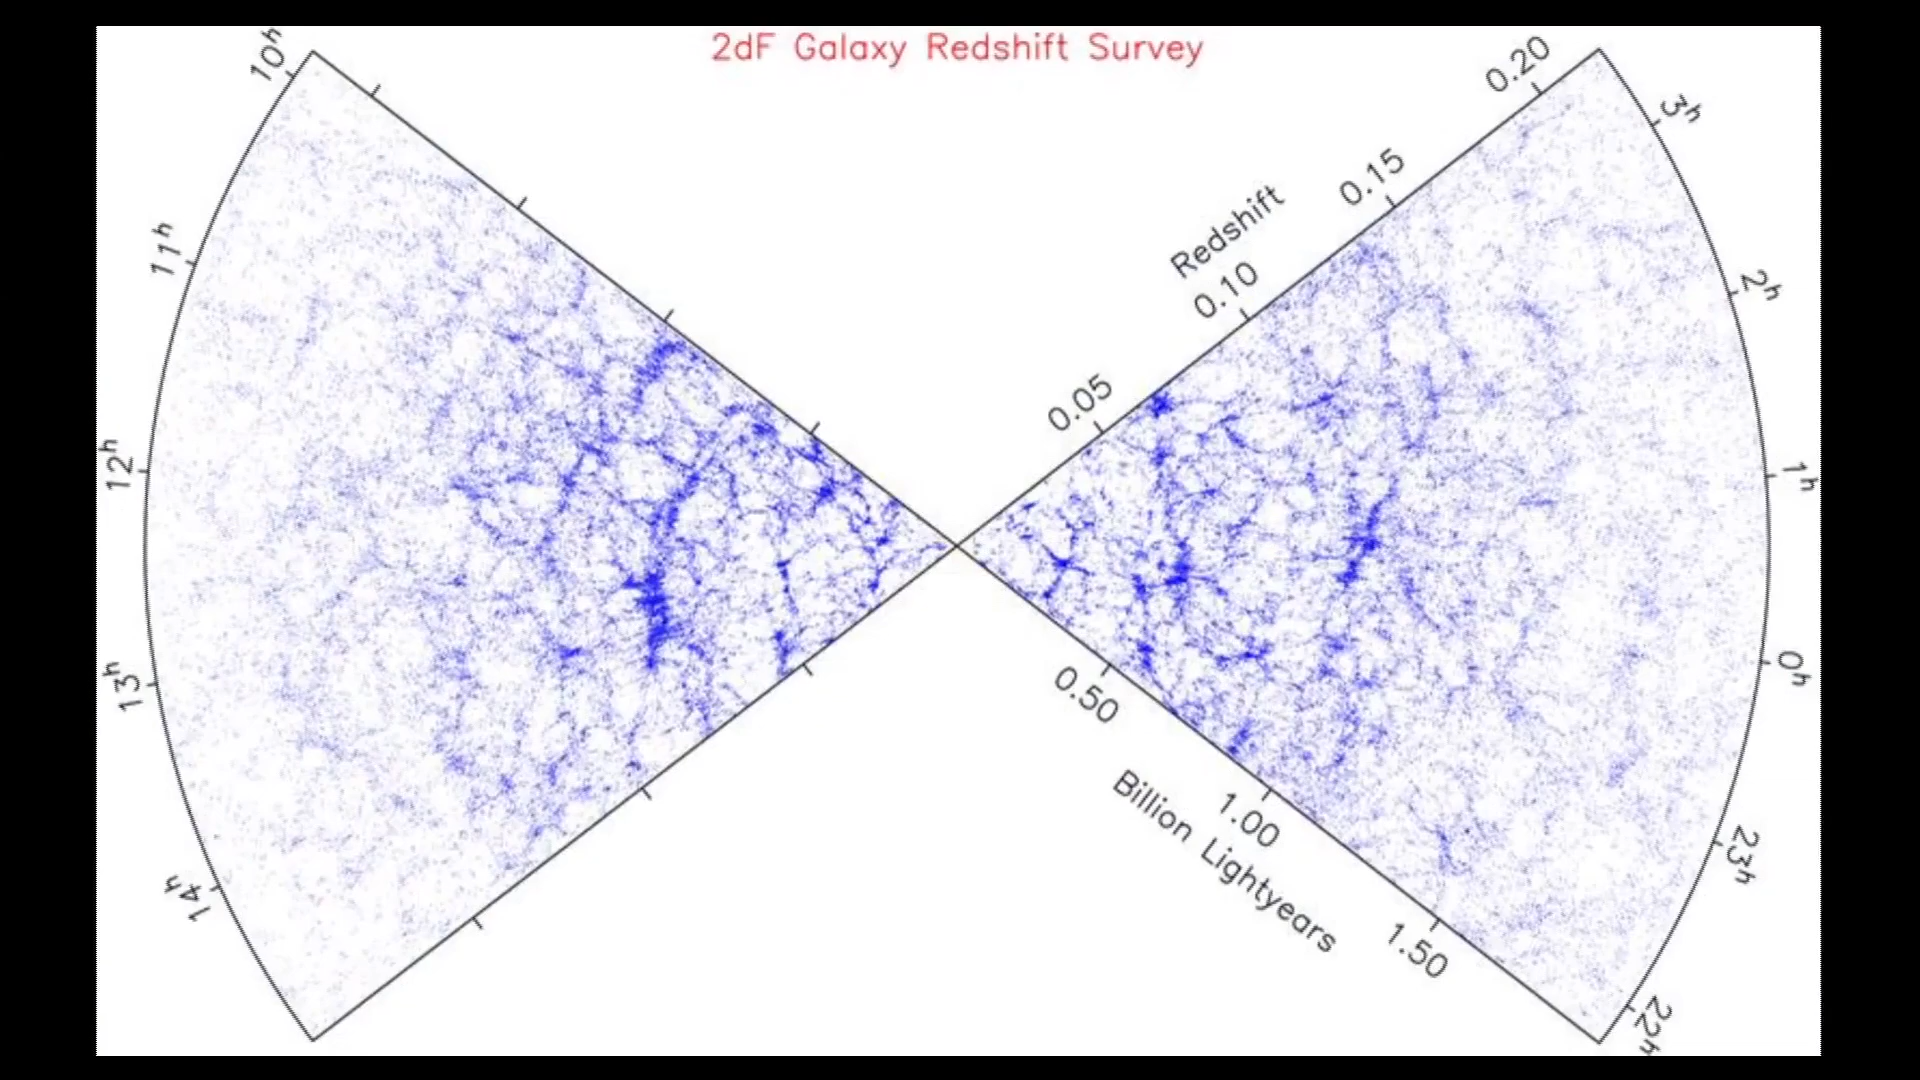 2dF Galaxy Redshift Survey
10h
11h
12h
13h
14h
Redshift
0.05
0.10
0.15
0.20
3h
2h
1h
0h
23h
22h
0.50
1.00
1.50
Billion Lightyears